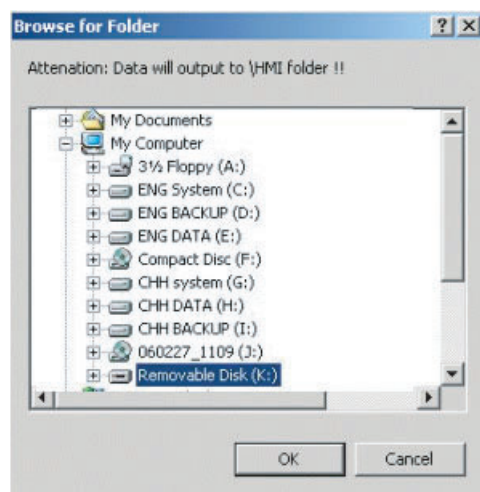 Browse for Folder
Attenation: Data will output to \HMI folder !!
My Documents
My Computer
3½ Floppy (A:)
ENG System (C:)
ENG BACKUP (D:)
ENG DATA (E:)
Compact Disc (F:)
CHH system (G:)
CHH DATA (H:)
CHH BACKUP (I:)
060227_1109 (J:)
Removable Disk (K:)
OK Cancel